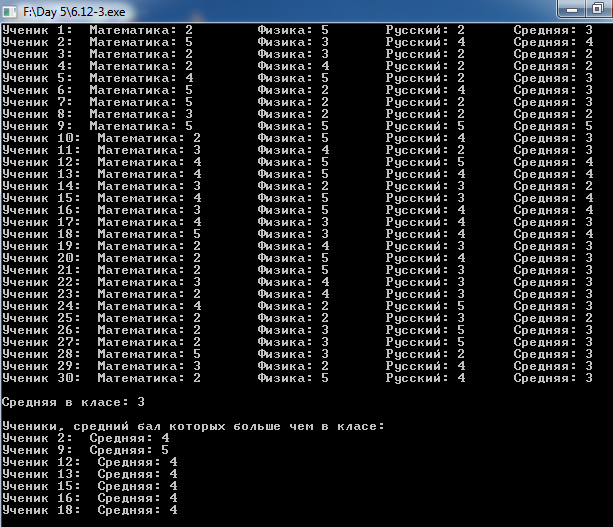 F:\Day 5\6.12-3.exe
Ученик 1: Математика: 2 Физика: 5 Русский: 2 Средняя: 3
Ученик 2: Математика: 5 Физика: 3 Русский: 4 Средняя: 4
Ученик 3: Математика: 2 Физика: 3 Русский: 2 Средняя: 2
Ученик 4: Математика: 2 Физика: 4 Русский: 2 Средняя: 2
Ученик 5: Математика: 4 Физика: 5 Русский: 2 Средняя: 3
Ученик 6: Математика: 5 Физика: 2 Русский: 4 Средняя: 3
Ученик 7: Математика: 5 Физика: 2 Русский: 2 Средняя: 3
Ученик 8: Математика: 3 Физика: 2 Русский: 2 Средняя: 2
Ученик 9: Математика: 5 Физика: 5 Русский: 5 Средняя: 5
Ученик 10: Математика: 2 Физика: 5 Русский: 4 Средняя: 3
Ученик 11: Математика: 3 Физика: 4 Русский: 2 Средняя: 3
Ученик 12: Математика: 4 Физика: 5 Русский: 5 Средняя: 4
Ученик 13: Математика: 4 Физика: 5 Русский: 4 Средняя: 4
Ученик 14: Математика: 3 Физика: 2 Русский: 3 Средняя: 2
Ученик 15: Математика: 4 Физика: 5 Русский: 3 Средняя: 4
Ученик 16: Математика: 3 Физика: 5 Русский: 4 Средняя: 4
Ученик 17: Математика: 4 Физика: 3 Русский: 4 Средняя: 3
Ученик 18: Математика: 5 Физика: 3 Русский: 4 Средняя: 4
Ученик 19: Математика: 2 Физика: 4 Русский: 3 Средняя: 3
Ученик 20: Математика: 2 Физика: 5 Русский: 4 Средняя: 3
Ученик 21: Математика: 2 Физика: 5 Русский: 3 Средняя: 3
Ученик 22: Математика: 3 Физика: 4 Русский: 3 Средняя: 3
Ученик 23: Математика: 2 Физика: 4 Русский: 3 Средняя: 3
Ученик 24: Математика: 4 Физика: 2 Русский: 5 Средняя: 3
Ученик 25: Математика: 2 Физика: 2 Русский: 3 Средняя: 2
Ученик 26: Математика: 2 Физика: 3 Русский: 5 Средняя: 3
Ученик 27: Математика: 2 Физика: 3 Русский: 5 Средняя: 3
Ученик 28: Математика: 5 Физика: 3 Русский: 2 Средняя: 3
Ученик 29: Математика: 3 Физика: 2 Русский: 4 Средняя: 3
Ученик 30: Математика: 2 Физика: 5 Русский: 4 Средняя: 3
Средняя в класе: 3
Ученики, средний бал которых больше чем в класе:
Ученик 2: Средняя: 4
Ученик 9: Средняя: 5
Ученик 12: Средняя: 4
Ученик 13: Средняя: 4
Ученик 15: Средняя: 4
Ученик 16: Средняя: 4
Ученик 18: Средняя: 4